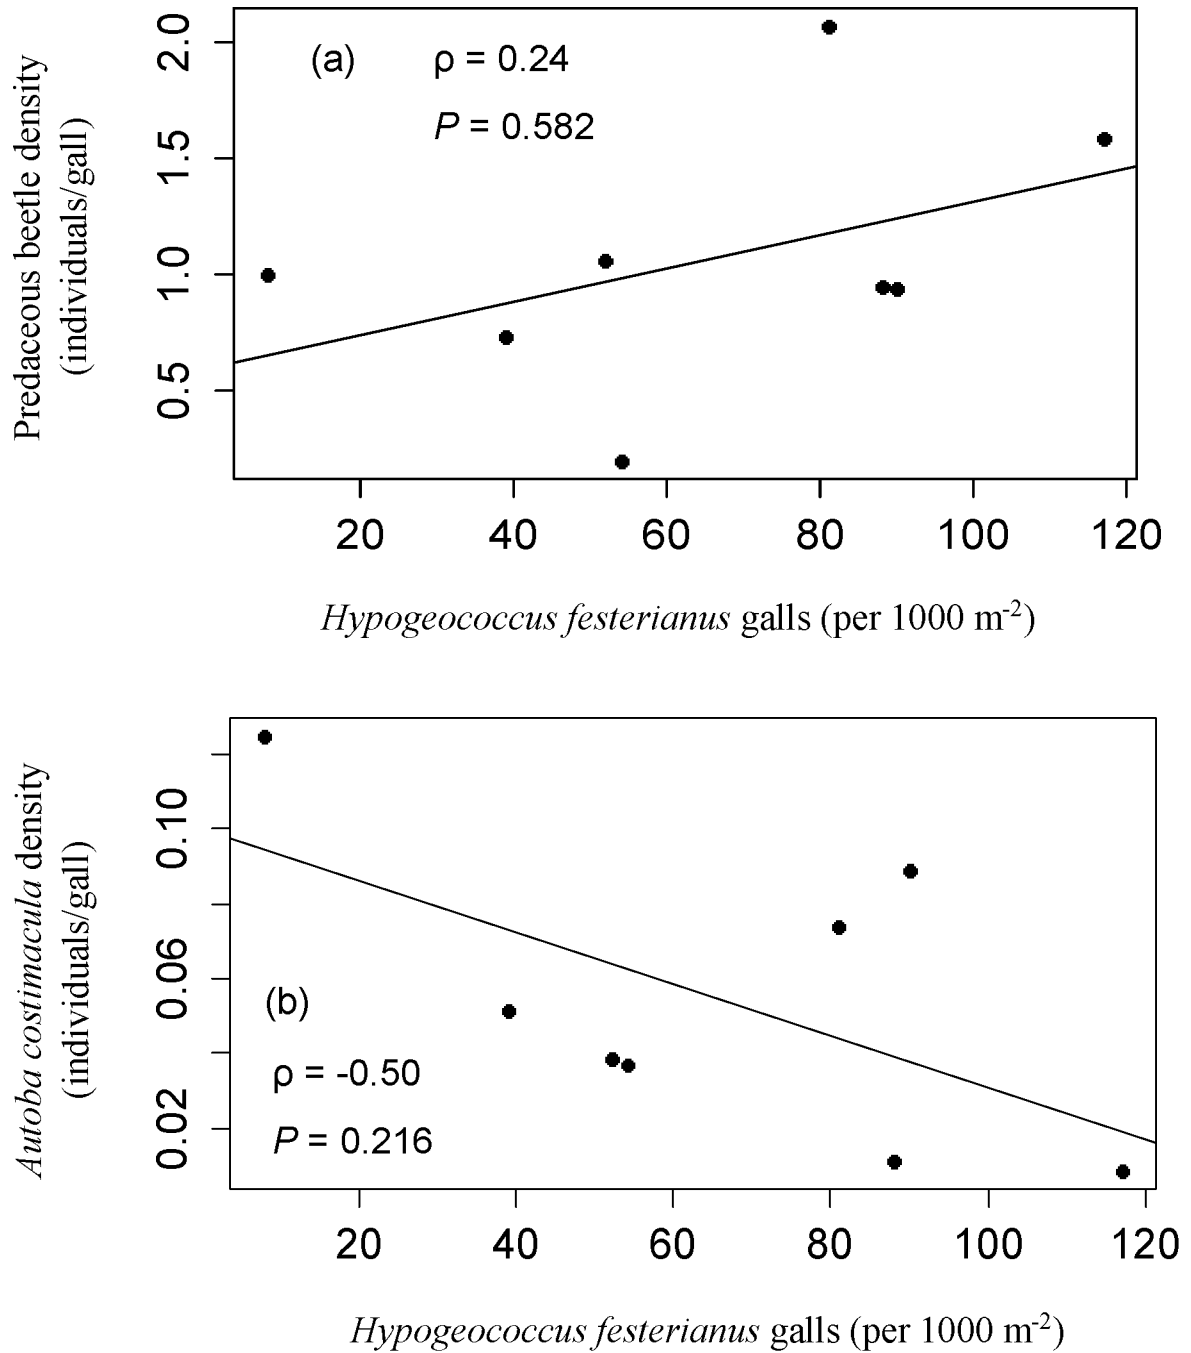 Predaceous beetle density
(individuals/gall)
2.0
1.5
1.0
0.5
(a)
ρ = 0.24
P = 0.582
20 40 60 80 100 120
Hypogeococcus festerianus galls (per 1000 m⁻²)
Autoba costimacula density
(individuals/gall)
0.10
0.06
0.02
(b)
ρ = -0.50
P = 0.216
20 40 60 80 100 120
Hypogeococcus festerianus galls (per 1000 m⁻²)